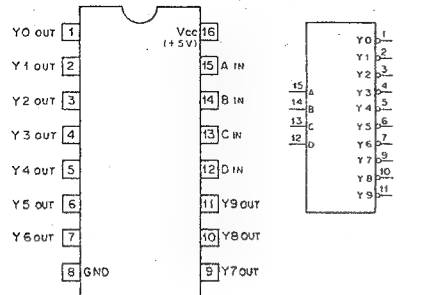 Y0 OUT 1 16 Vcc
(+5V)
Y1 OUT 2 15 A IN
Y2 OUT 3 14 B IN
Y3 OUT 4 13 C IN
Y4 OUT 5 12 D IN
Y5 OUT 6 11 Y9 OUT
Y6 OUT 7 10 Y8 OUT
8 GND 9 Y7 OUT
Y0 1
Y1 2
Y2 3
15 A Y3 4
14 B Y4 5
13 C Y5 6
12 D Y6 7
Y7 9
Y8 10
Y9 11